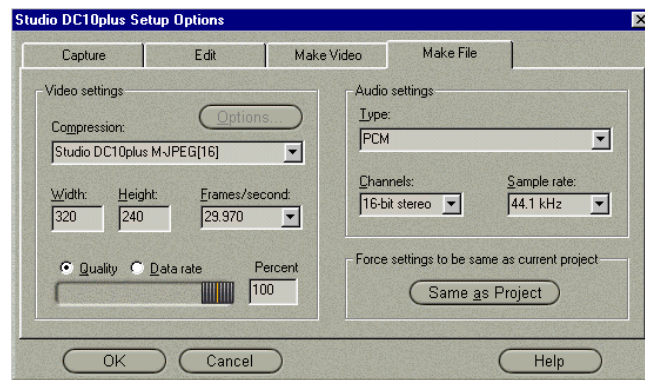 Studio DC10plus Setup Options
Capture
Edit
Make Video
Make File
Video settings
Options...
Compression:
Studio DC10plus M-JPEG[16]
Width:
Height:
Frames/second:
320
240
29.970
Quality
Data rate
Percent
100
Audio settings
Type:
PCM
Channels:
Sample rate:
16-bit stereo
44.1 kHz
Force settings to be same as current project
Same as Project
OK
Cancel
Help